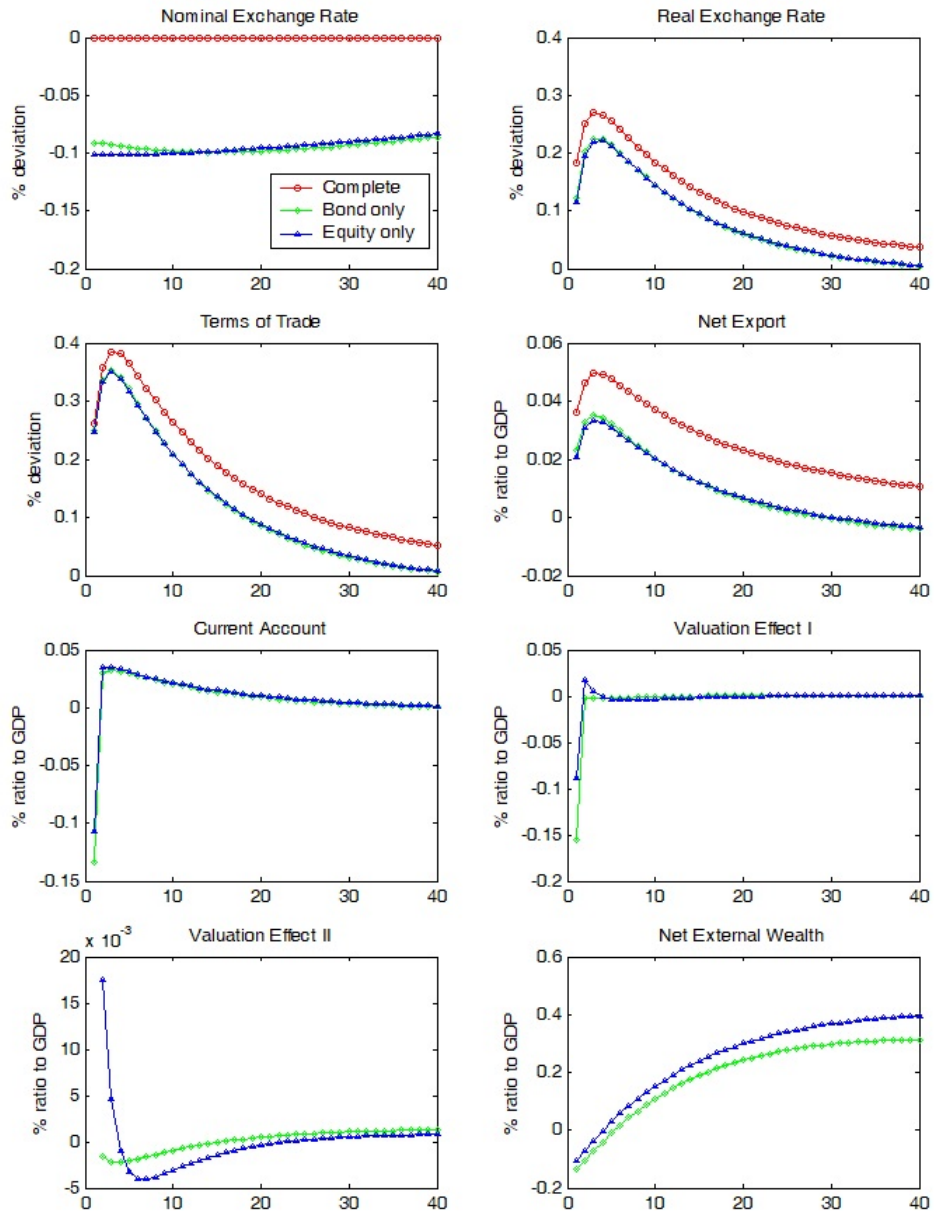 Nominal Exchange Rate
0
-0.05
-0.1
-0.15
-0.2
% deviation
0 10 20 30 40
Complete
Bond only
Equity only
Real Exchange Rate
0.4
0.3
0.2
0.1
0
% deviation
0 10 20 30 40
Terms of Trade
0.4
0.3
0.2
0.1
0
% deviation
0 10 20 30 40
Net Export
0.06
0.04
0.02
0
-0.02
% ratio to GDP
0 10 20 30 40
Current Account
0.05
0
-0.05
-0.1
-0.15
% ratio to GDP
0 10 20 30 40
Valuation Effect I
0.05
0
-0.05
-0.1
-0.15
-0.2
% ratio to GDP
0 10 20 30 40
x 10⁻³
Valuation Effect II
20
15
10
5
0
-5
% ratio to GDP
0 10 20 30 40
Net External Wealth
0.6
0.4
0.2
0
-0.2
% ratio to GDP
0 10 20 30 40